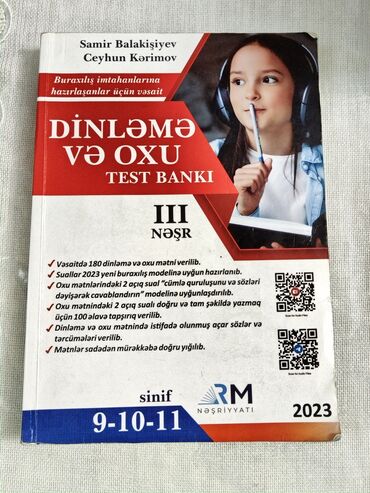 Samir Balakişiyev
Ceyhun Kərimov
Buraxılış imtahanlarına
hazırlaşanlar üçün vəsait
DİNLƏMƏ
VƏ OXU
TEST BANKI
III
NƏŞR
Vəsaitdə 180 dinləmə və oxu mətni verilib.
Suallar 2023 yeni buraxılış modelinə uyğun hazırlanıb.
Oxu mətnlərindəki 2 açıq sual "cümlə quruluşunu və sözləri
dəyişərək cavablandırın" modelinə uyğunlaşdırılıb.
Oxu mətnindəki 2 açıq sualı doğru və tam şəkildə yazmaq
üçün 100 əlavə tapşırıq verilib.
Dinləmə və oxu mətnində istifadə olunmuş açar sözlər və
tərcümələri verilib.
Mətnlər sadədən mürəkkəbə doğru yığılıb.
sinif
9-10-11
RM
NƏŞRİYYATI
2023